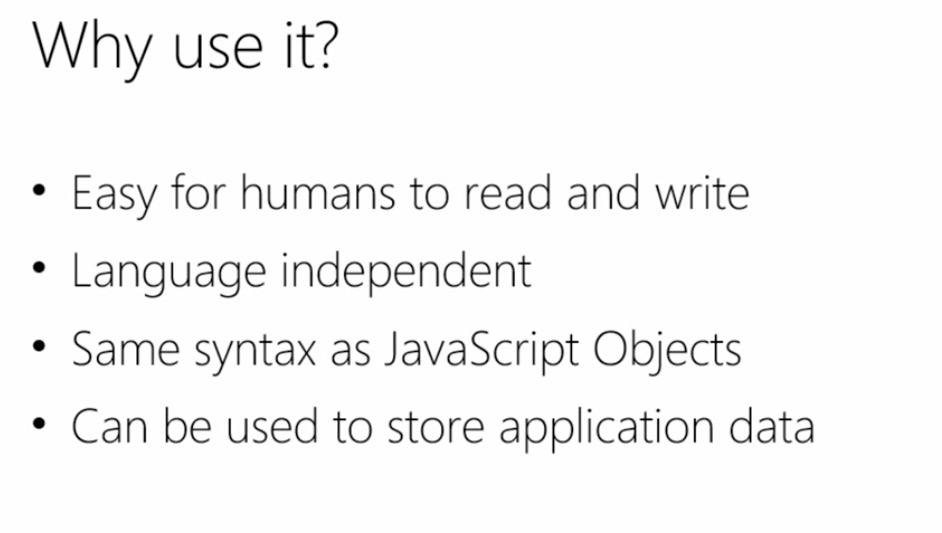 Why use it?
• Easy for humans to read and write
• Language independent
• Same syntax as JavaScript Objects
• Can be used to store application data